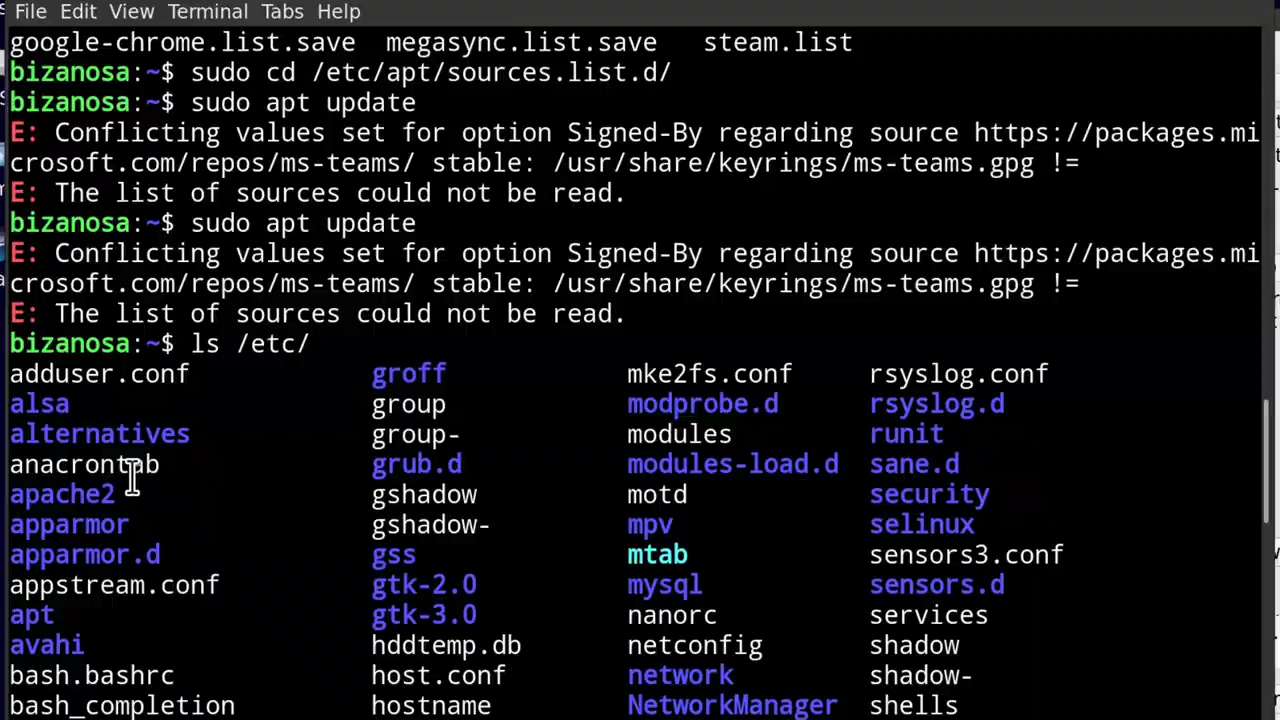 File Edit View Terminal Tabs Help
google-chrome.list.save  megasync.list.save   steam.list
bizanosa:~$ sudo cd /etc/apt/sources.list.d/
bizanosa:~$ sudo apt update
E: Conflicting values set for option Signed-By regarding source https://packages.mi
crosoft.com/repos/ms-teams/ stable: /usr/share/keyrings/ms-teams.gpg !=
E: The list of sources could not be read.
bizanosa:~$ sudo apt update
E: Conflicting values set for option Signed-By regarding source https://packages.mi
crosoft.com/repos/ms-teams/ stable: /usr/share/keyrings/ms-teams.gpg !=
E: The list of sources could not be read.
bizanosa:~$ ls /etc/
adduser.conf  groff  mke2fs.conf  rsyslog.conf
alsa  group  modprobe.d  rsyslog.d
alternatives  group-  modules  runit
anacrontab  grub.d  modules-load.d  sane.d
apache2  gshadow  motd  security
apparmor  gshadow-  mpv  selinux
apparmor.d  gss  mtab  sensors3.conf
appstream.conf  gtk-2.0  mysql  sensors.d
apt  gtk-3.0  nanorc  services
avahi  hddtemp.db  netconfig  shadow
bash.bashrc  host.conf  network  shadow-
bash_completion  hostname  NetworkManager  shells